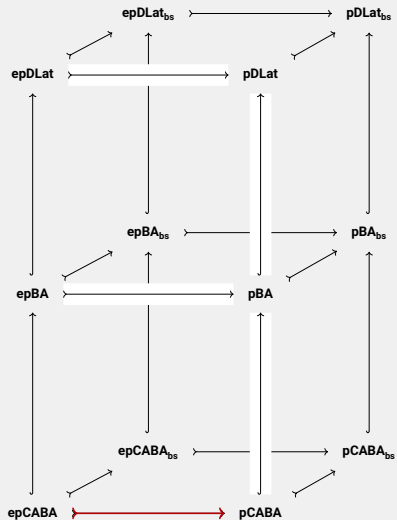 epDLat_bs pDLat_bs
epDLat pDLat
epBA_bs pBA_bs
epBA pBA
epCABA_bs pCABA_bs
epCABA pCABA